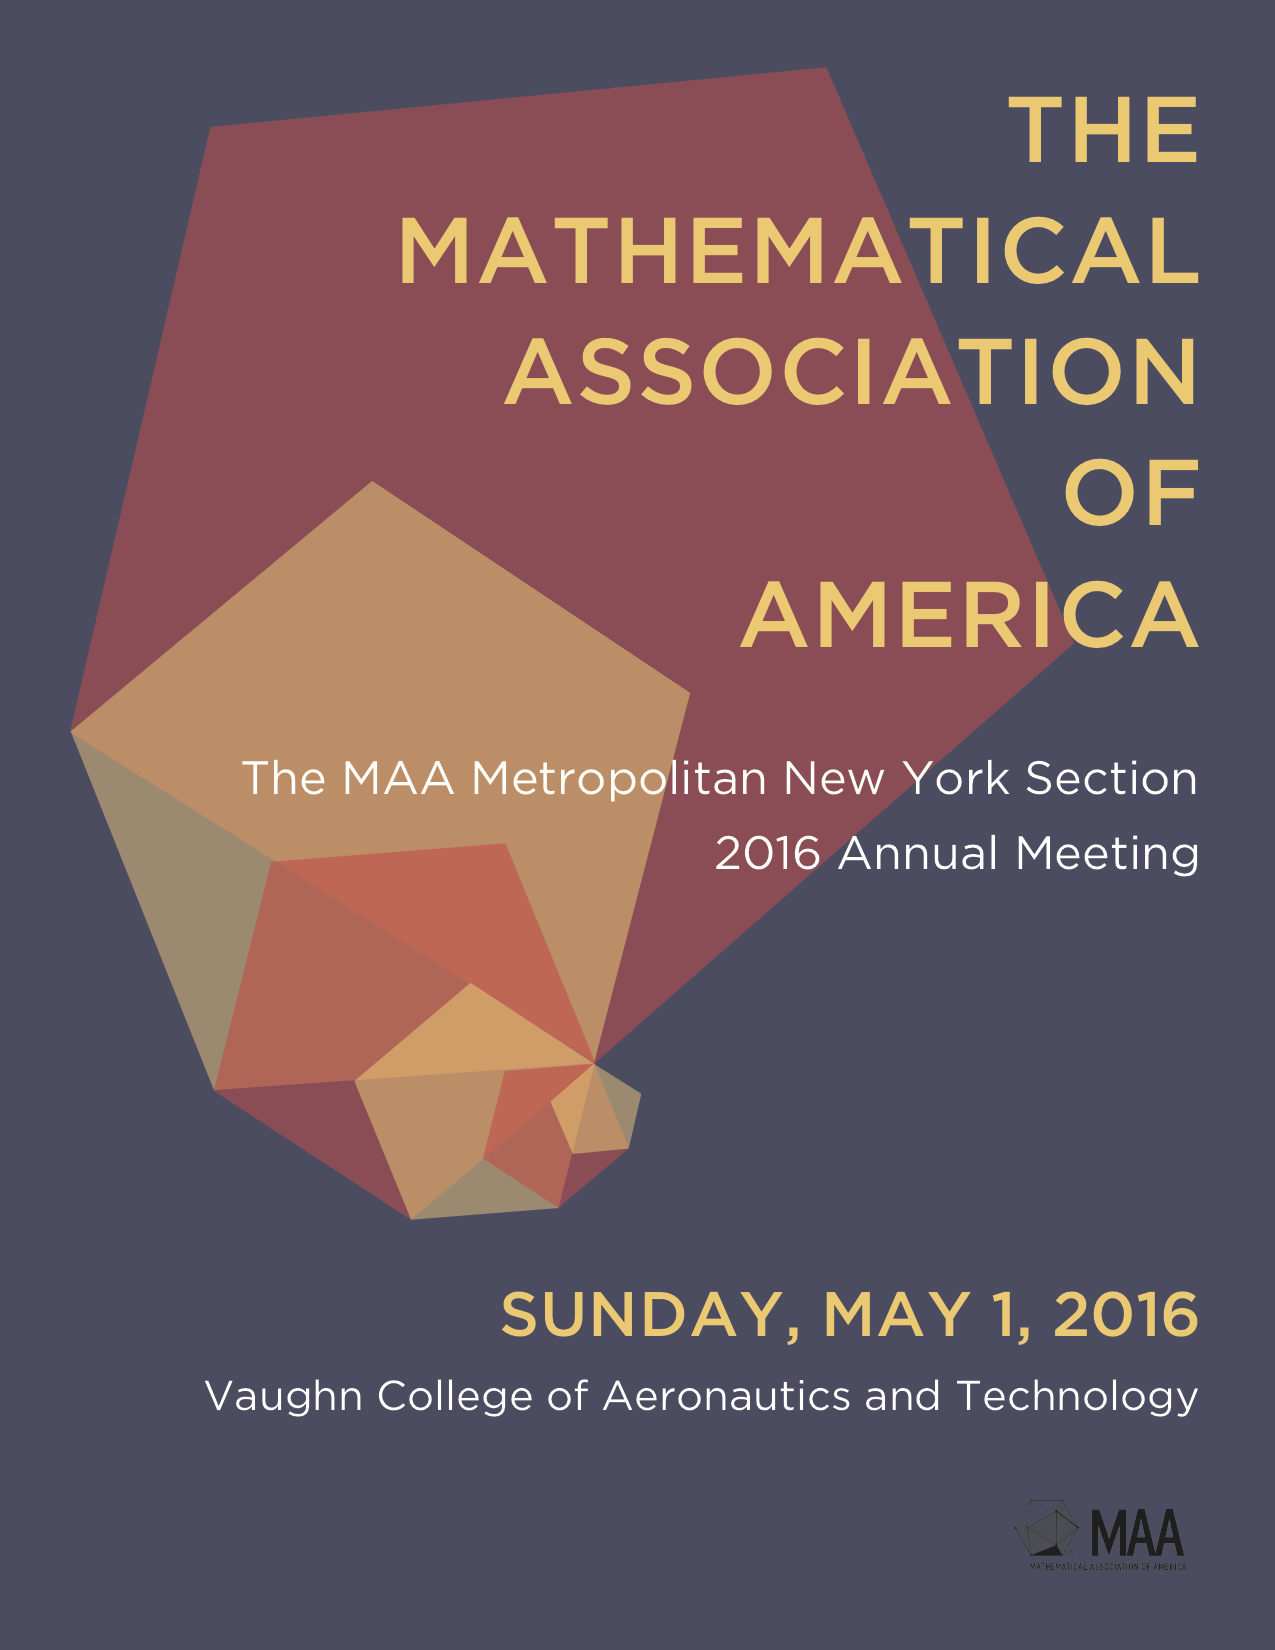 THE
MATHEMATICAL
ASSOCIATION
OF
AMERICA
The MAA Metropolitan New York Section
2016 Annual Meeting
SUNDAY, MAY 1, 2016
Vaughn College of Aeronautics and Technology
MAA
MATHEMATICAL ASSOCIATION OF AMERICA